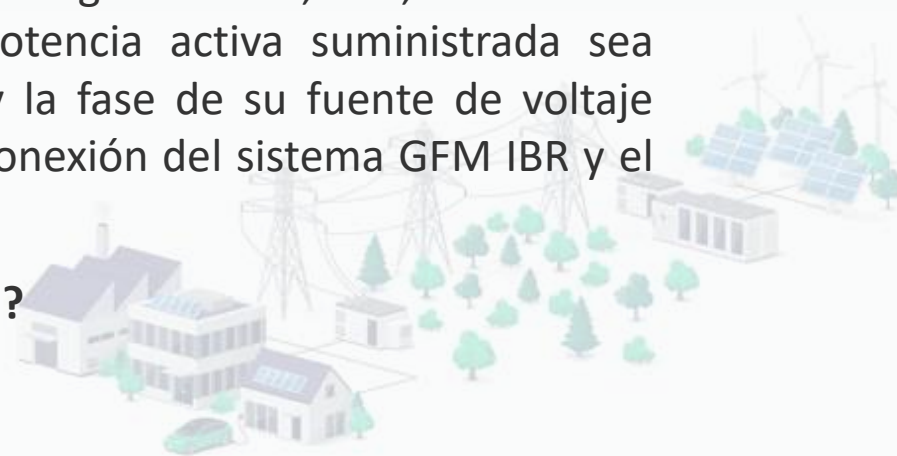 otencia activa suministrada sea
y la fase de su fuente de voltaje
onexión del sistema GFM IBR y el
?